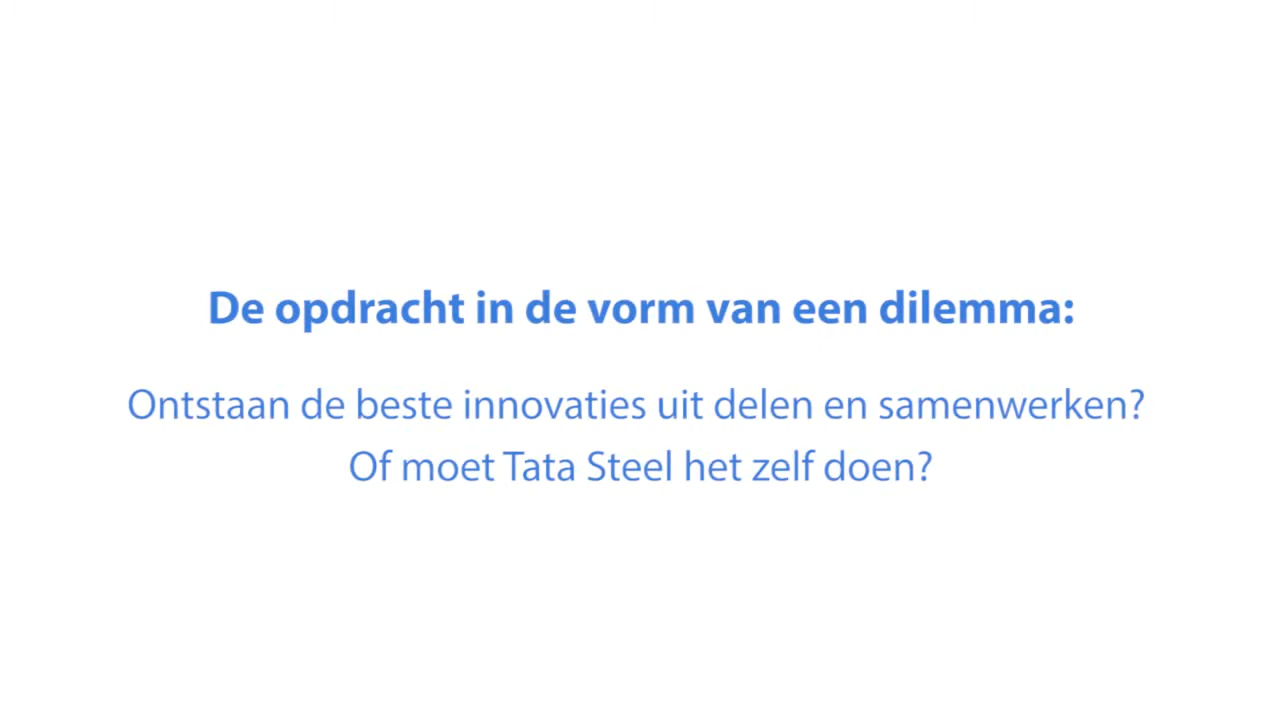 De opdracht in de vorm van een dilemma:
Ontstaan de beste innovaties uit delen en samenwerken?
Of moet Tata Steel het zelf doen?